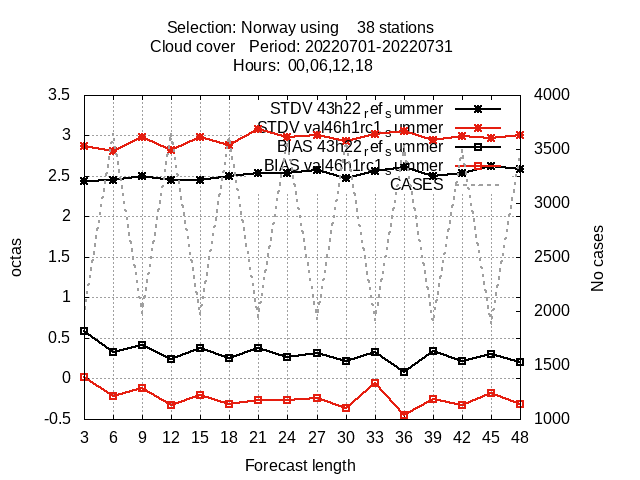 Selection: Norway using    38 stations
Cloud cover   Period: 20220701-20220731
Hours:  00,06,12,18
STDV 43h22ref_summer
STDV val46h1rc1_summer
BIAS 43h22ref_summer
BIAS val46h1rc1_summer
CASES
3.5
3
2.5
2
1.5
1
0.5
0
-0.5
octas
4000
3500
3000
2500
2000
1500
1000
No cases
3 6 9 12 15 18 21 24 27 30 33 36 39 42 45 48
Forecast length